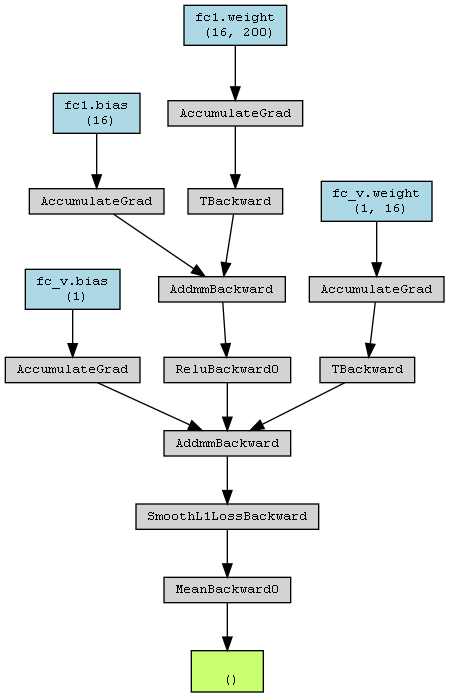 fc1.weight
(16, 200)
fc1.bias
(16)
AccumulateGrad
fc_v.weight
(1, 16)
AccumulateGrad
TBackward
fc_v.bias
(1)
AddmmBackward
AccumulateGrad
AccumulateGrad
ReluBackward0
TBackward
AddmmBackward
SmoothL1LossBackward
MeanBackward0
()